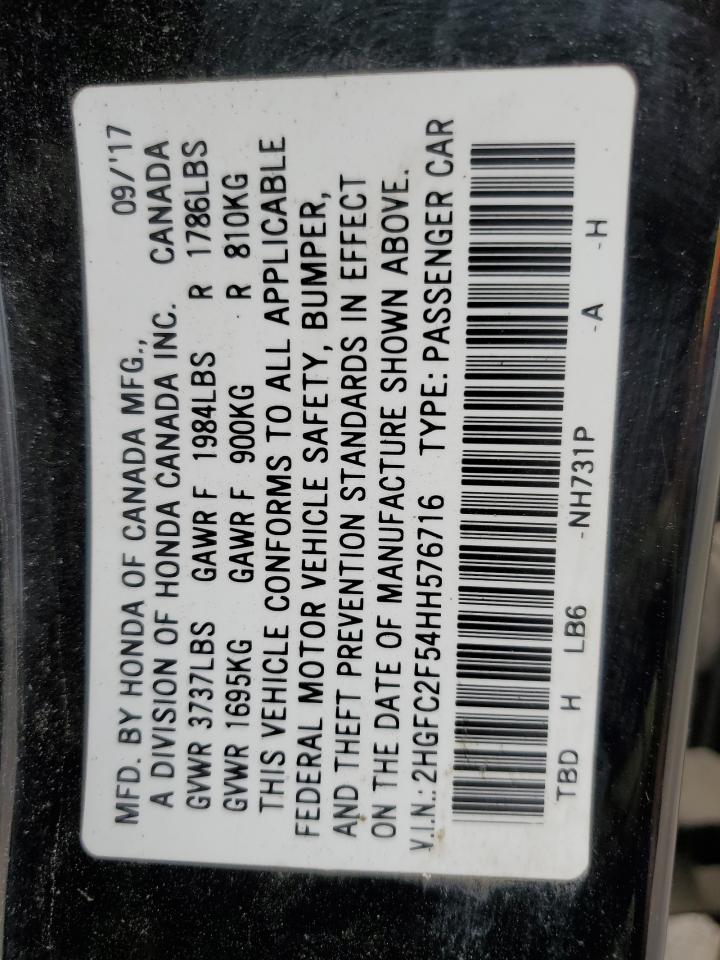 MFD. BY HONDA OF CANADA MFG., 09/'17
A DIVISION OF HONDA CANADA INC. CANADA
GVWR 3737LBS GAWR F 1984LBS R 1786LBS
GVWR 1695KG GAWR F 900KG R 810KG
THIS VEHICLE CONFORMS TO ALL APPLICABLE
FEDERAL MOTOR VEHICLE SAFETY, BUMPER,
AND THEFT PREVENTION STANDARDS IN EFFECT
ON THE DATE OF MANUFACTURE SHOWN ABOVE.
V.I.N.: 2HGFC2F54HH576716 TYPE: PASSENGER CAR
TBD H LB6 -NH731P -A -H